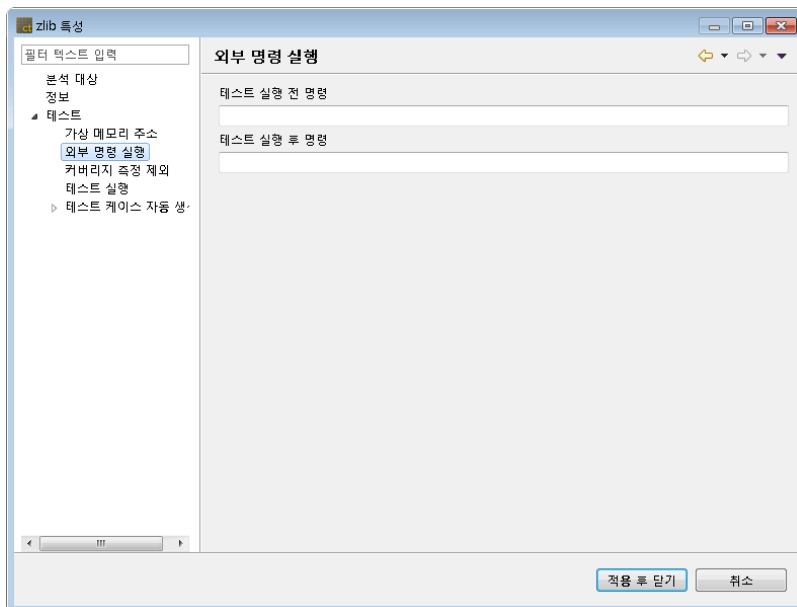 ct zlib 특성
필터 텍스트 입력
분석 대상
정보
테스트
가상 메모리 주소
외부 명령 실행
커버리지 측정 제외
테스트 실행
테스트 케이스 자동 생
외부 명령 실행
테스트 실행 전 명령
테스트 실행 후 명령
적용 후 닫기
취소